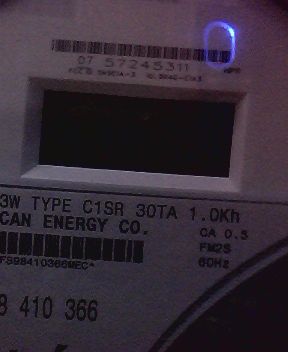 07 57245311
3W TYPE C1SR 30TA 1.0Kh
CAN ENERGY CO.
CA 0.5
FM2S
60Hz
8 410 366